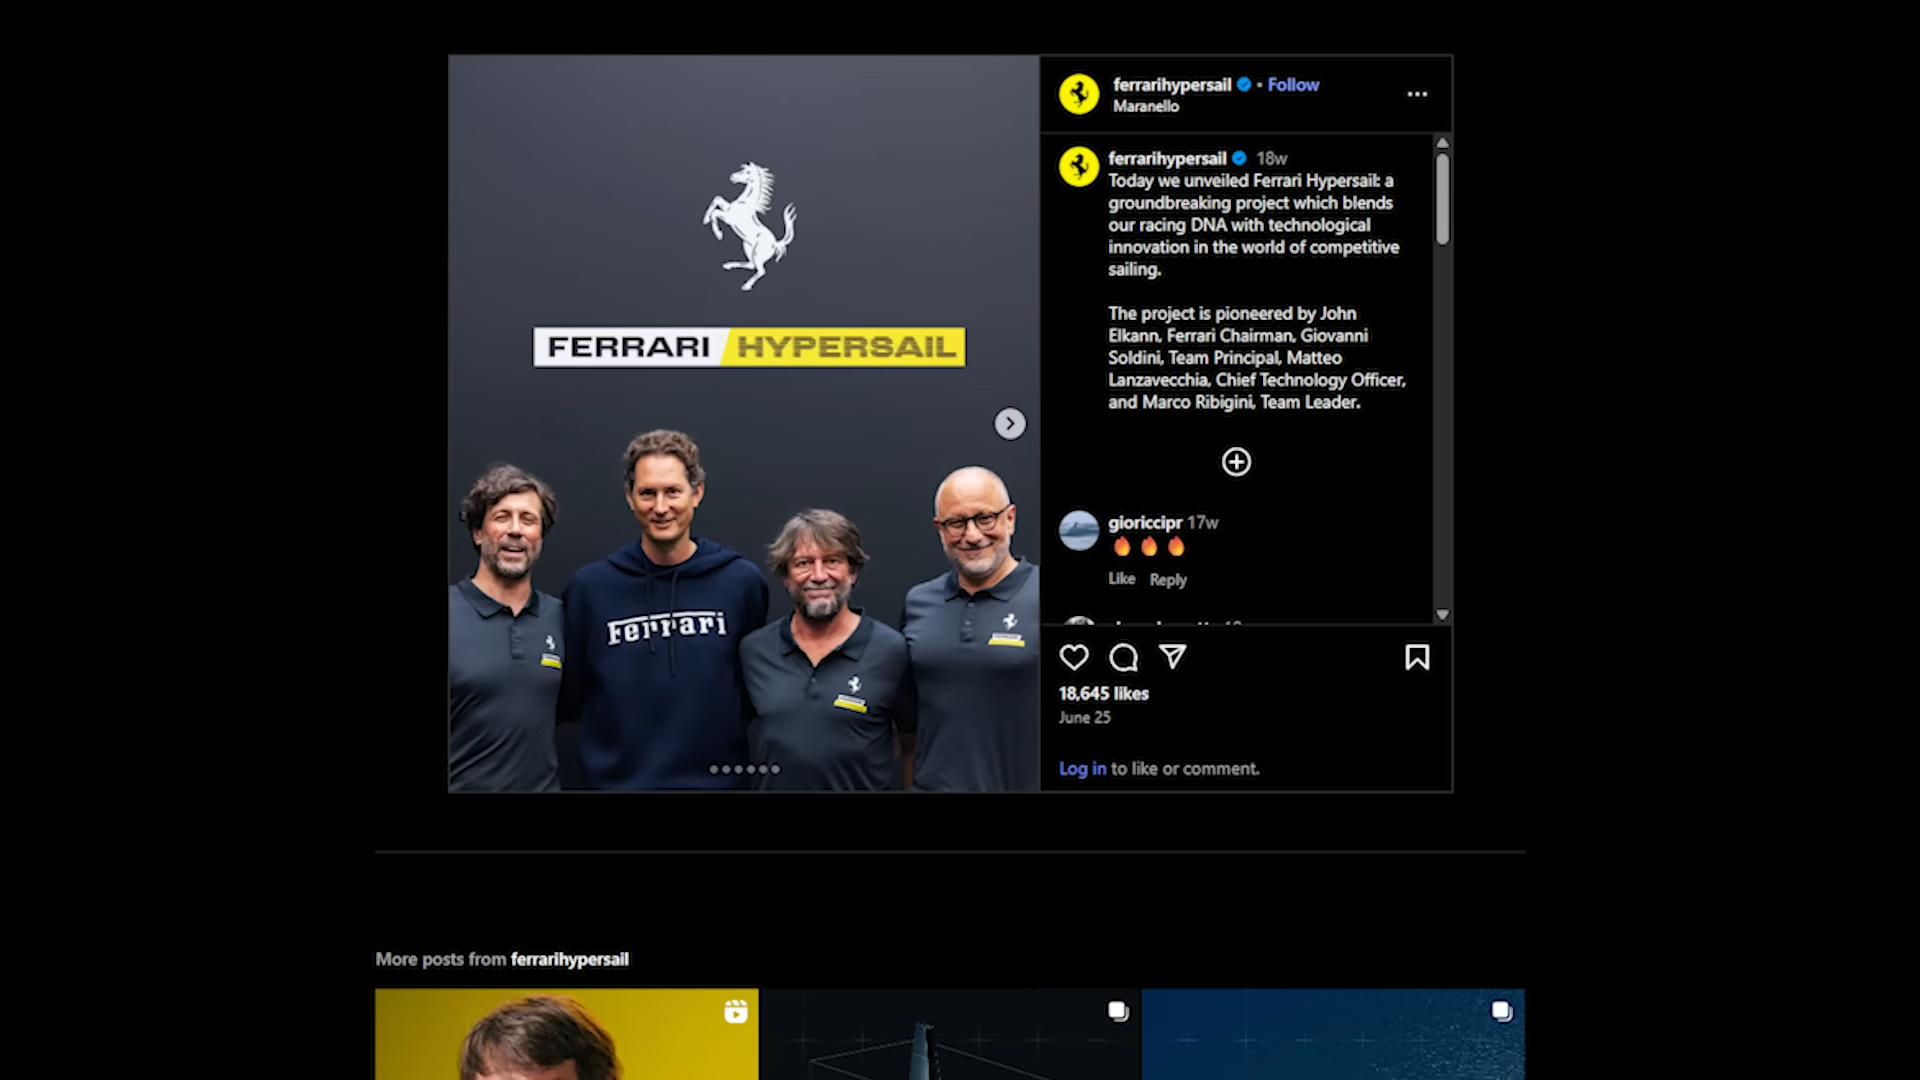 FERRARI HYPERSAIL
Ferrari
ferrarihypersail • Follow
Maranello
ferrarihypersail 18w
Today we unveiled Ferrari Hypersail: a
groundbreaking project which blends
our racing DNA with technological
innovation in the world of competitive
sailing.
The project is pioneered by John
Elkann, Ferrari Chairman, Giovanni
Soldini, Team Principal, Matteo
Lanzavecchia, Chief Technology Officer,
and Marco Ribigini, Team Leader.
gioriccipr 17w
🔥🔥🔥
Like Reply
18,645 likes
June 25
Log in to like or comment.
More posts from ferrarihypersail